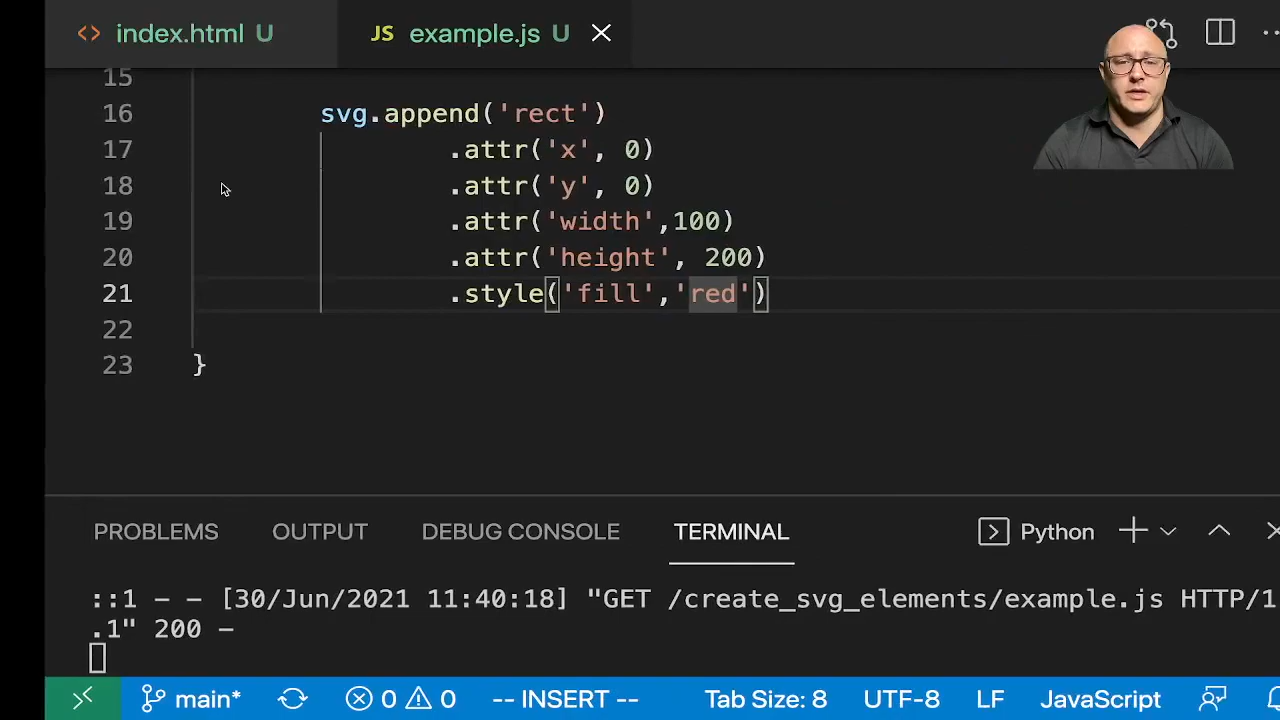 index.html U JS example.js U
15
16 svg.append('rect')
17 .attr('x', 0)
18 .attr('y', 0)
19 .attr('width',100)
20 .attr('height', 200)
21 .style('fill','red')
22
23 }
PROBLEMS OUTPUT DEBUG CONSOLE TERMINAL Python
::1 - - [30/Jun/2021 11:40:18] "GET /create_svg_elements/example.js HTTP/1
.1" 200 -
main* 0 0 -- INSERT -- Tab Size: 8 UTF-8 LF JavaScript